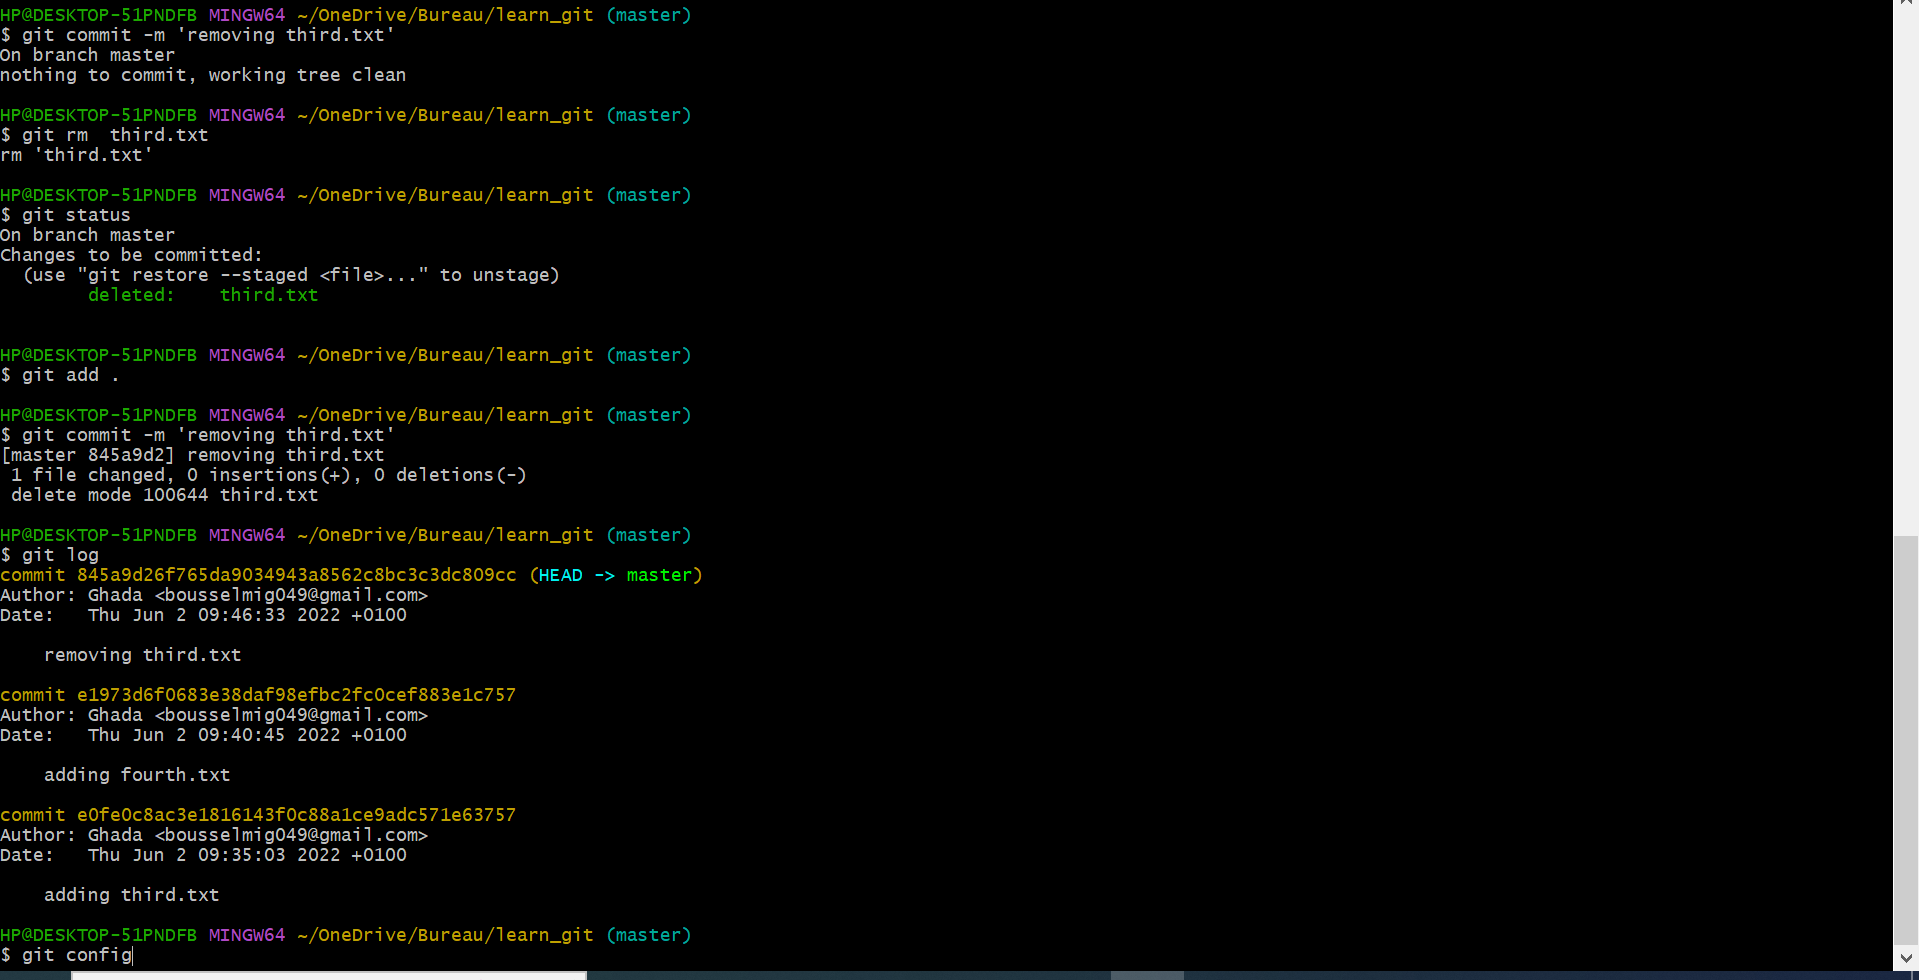 HP@DESKTOP-51PNDFB MINGW64 ~/OneDrive/Bureau/learn_git (master)
$ git commit -m 'removing third.txt'
On branch master
nothing to commit, working tree clean
HP@DESKTOP-51PNDFB MINGW64 ~/OneDrive/Bureau/learn_git (master)
$ git rm  third.txt
rm 'third.txt'
HP@DESKTOP-51PNDFB MINGW64 ~/OneDrive/Bureau/learn_git (master)
$ git status
On branch master
Changes to be committed:
  (use "git restore --staged <file>..." to unstage)
        deleted:    third.txt
HP@DESKTOP-51PNDFB MINGW64 ~/OneDrive/Bureau/learn_git (master)
$ git add .
HP@DESKTOP-51PNDFB MINGW64 ~/OneDrive/Bureau/learn_git (master)
$ git commit -m 'removing third.txt'
[master 845a9d2] removing third.txt
 1 file changed, 0 insertions(+), 0 deletions(-)
 delete mode 100644 third.txt
HP@DESKTOP-51PNDFB MINGW64 ~/OneDrive/Bureau/learn_git (master)
$ git log
commit 845a9d26f765da9034943a8562c8bc3c3dc809cc (HEAD -> master)
Author: Ghada <bousselmig049@gmail.com>
Date:   Thu Jun 2 09:46:33 2022 +0100
    removing third.txt
commit e1973d6f0683e38daf98efbc2fc0cef883e1c757
Author: Ghada <bousselmig049@gmail.com>
Date:   Thu Jun 2 09:40:45 2022 +0100
    adding fourth.txt
commit e0fe0c8ac3e1816143f0c88a1ce9adc571e63757
Author: Ghada <bousselmig049@gmail.com>
Date:   Thu Jun 2 09:35:03 2022 +0100
    adding third.txt
HP@DESKTOP-51PNDFB MINGW64 ~/OneDrive/Bureau/learn_git (master)
$ git config